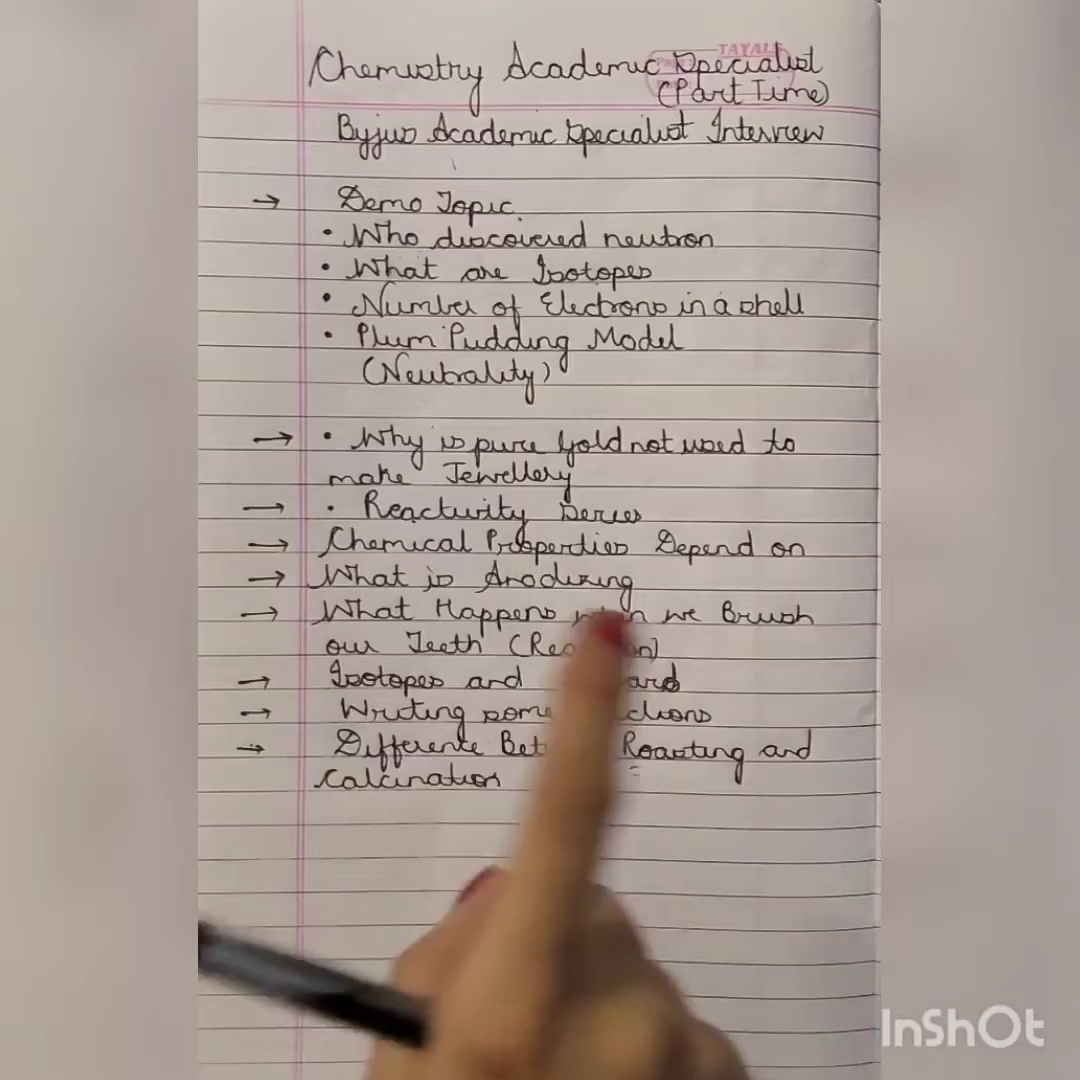 TAYAL
Chemistry Academic Specialist
(Part Time)
Byjus Academic Specialist Interview
→ Demo Topic.
• Who discovered neutron
• What are Isotopes
• Number of Electrons in a shell
• Plum Pudding Model
(Neutrality)
→ • Why is pure Gold not used to
make Jewellery
→ • Reactivity Series
→ Chemical Properties Depend on
→ What is Anodizing
→ What Happens we Brush
our Teeth
→ Isotopes and
→ Writing some
→ Difference Roasting and
Calcination
InShOt